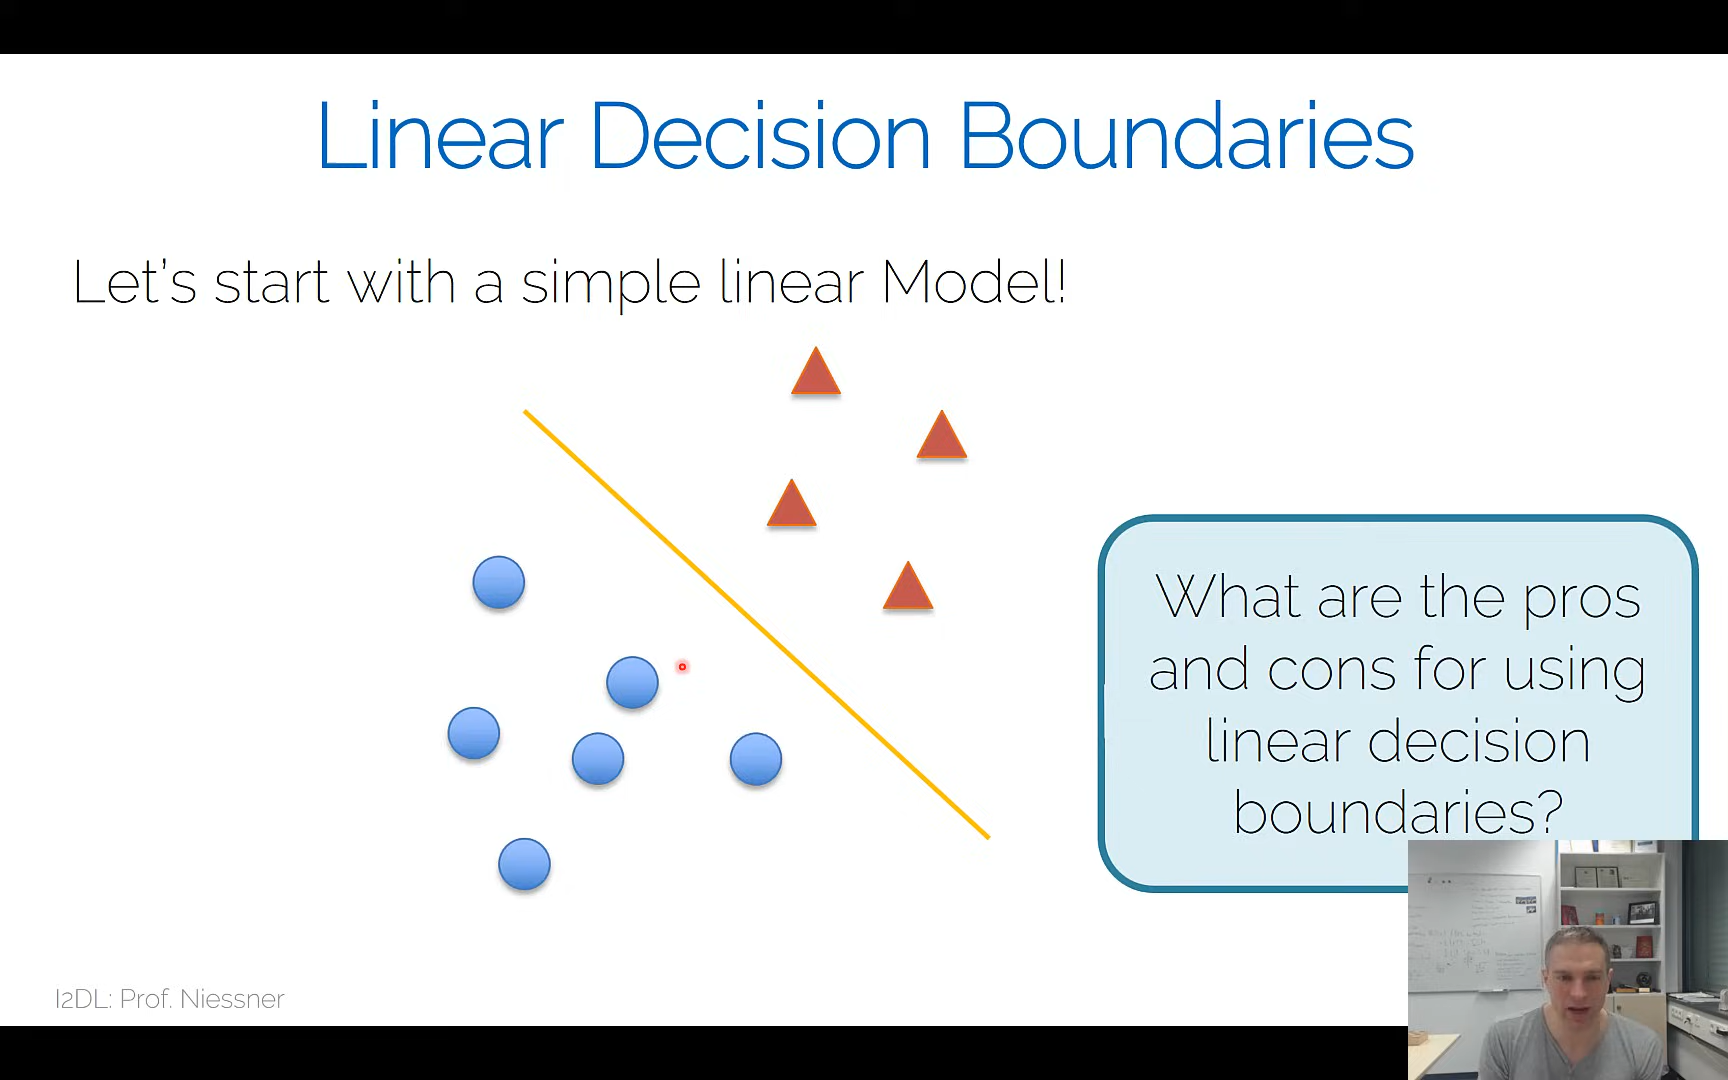 Linear Decision Boundaries
Let's start with a simple linear Model!
What are the pros
and cons for using
linear decision
boundaries?
I2DL: Prof. Niessner